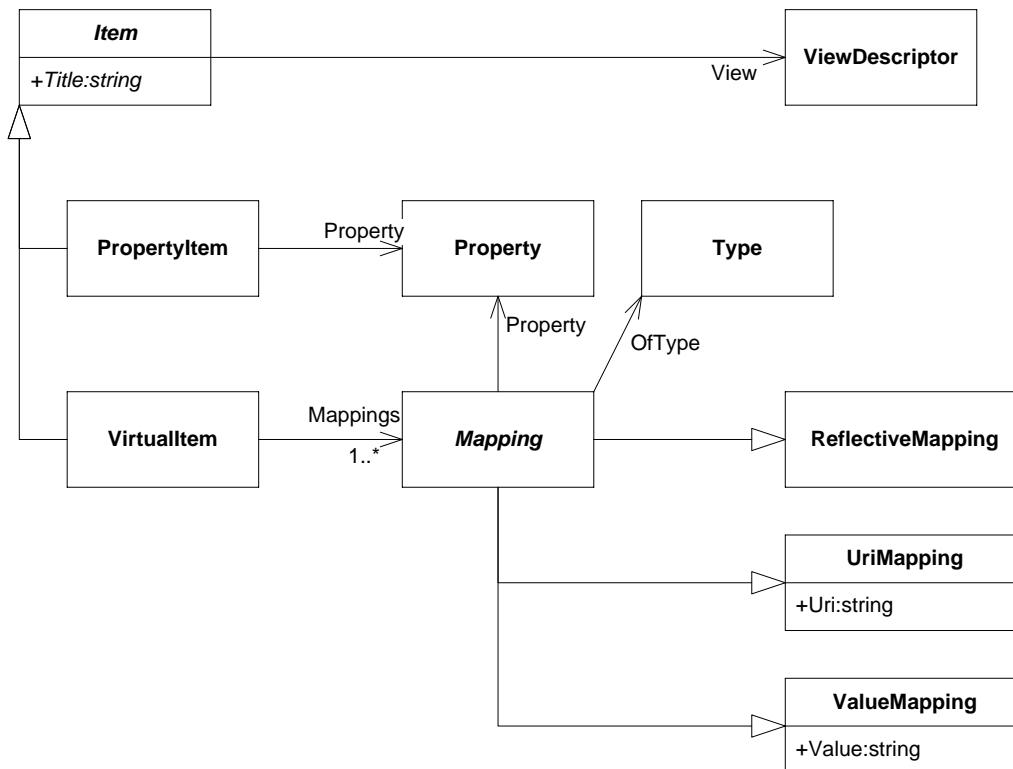 Item
+Title:string
View
ViewDescriptor
PropertyItem
Property
Property
Type
Property
OfType
VirtualItem
Mappings
1..*
Mapping
ReflectiveMapping
UriMapping
+Uri:string
ValueMapping
+Value:string